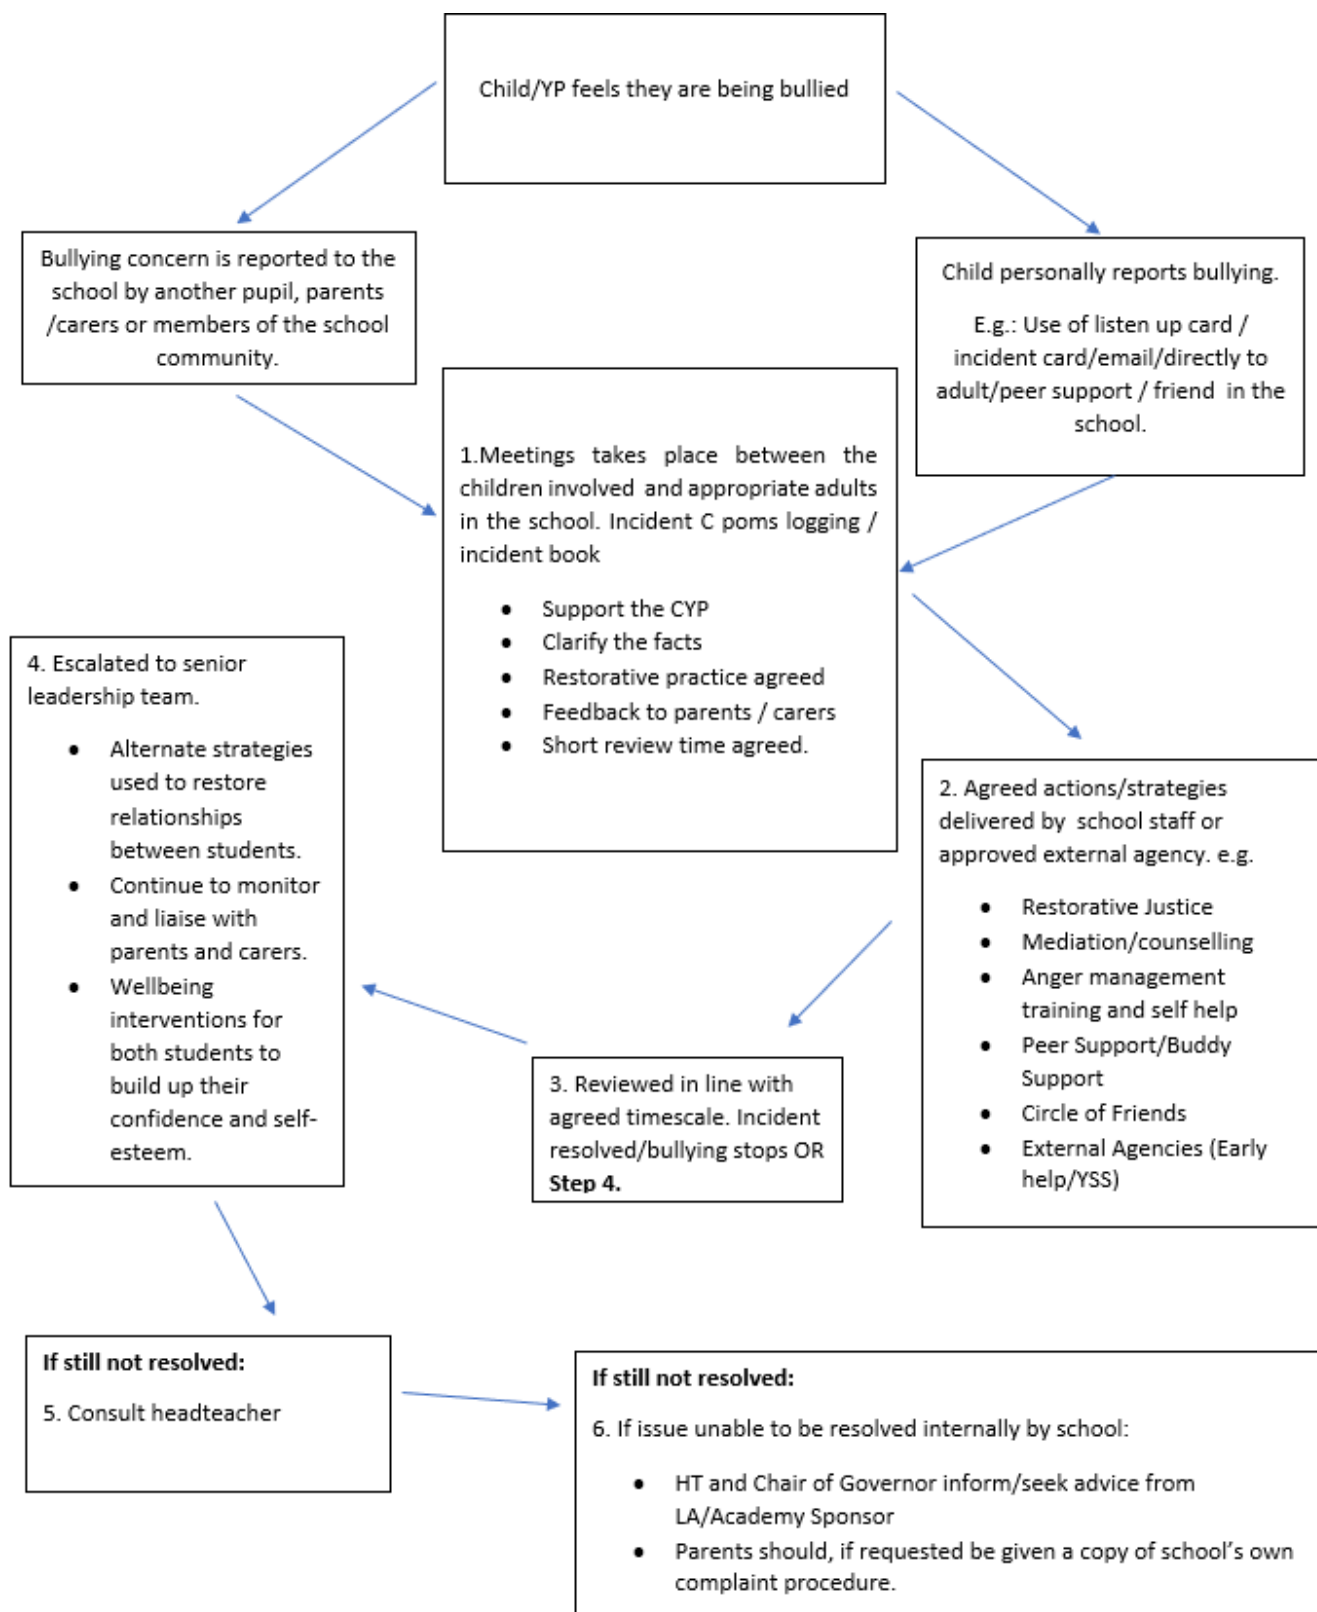 Child/YP feels they are being bullied
Bullying concern is reported to the
school by another pupil, parents
/carers or members of the school
community.
Child personally reports bullying.
E.g.: Use of listen up card /
incident card/email/directly to
adult/peer support / friend in the
school.
1.Meetings takes place between the
children involved and appropriate adults
in the school. Incident C poms logging /
incident book
● Support the CYP
● Clarify the facts
● Restorative practice agreed
● Feedback to parents / carers
● Short review time agreed.
2. Agreed actions/strategies
delivered by school staff or
approved external agency. e.g.
● Restorative Justice
● Mediation/counselling
● Anger management
training and self help
● Peer Support/Buddy
Support
● Circle of Friends
● External Agencies (Early
help/YSS)
3. Reviewed in line with
agreed timescale. Incident
resolved/bullying stops OR
Step 4.
4. Escalated to senior
leadership team.
● Alternate strategies
used to restore
relationships
between students.
● Continue to monitor
and liaise with
parents and carers.
● Wellbeing
interventions for
both students to
build up their
confidence and self-
esteem.
If still not resolved:
5. Consult headteacher
If still not resolved:
6. If issue unable to be resolved internally by school:
● HT and Chair of Governor inform/seek advice from
LA/Academy Sponsor
● Parents should, if requested be given a copy of school’s own
complaint procedure.